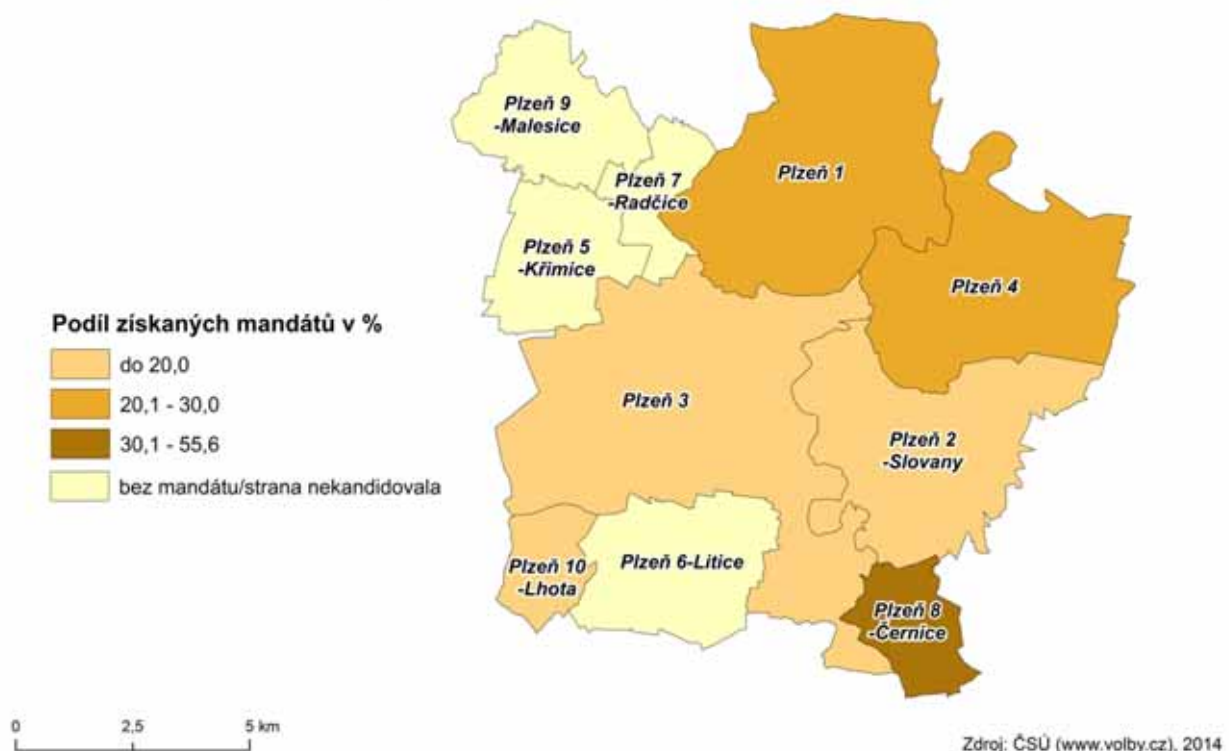 Plzeň 9
-Malesice
Plzeň 1
Plzeň 7
-Radčice
Plzeň 5
-Křimice
Plzeň 4
Podíl získaných mandátů v %
do 20,0
20,1 - 30,0
30,1 - 55,6
bez mandátu/strana nekandidovala
Plzeň 3
Plzeň 2
-Slovany
Plzeň 10
-Lhota
Plzeň 6-Litice
Plzeň 8
-Černice
0 2,5 5 km
Zdroj: ČSÚ (www.volby.cz), 2014